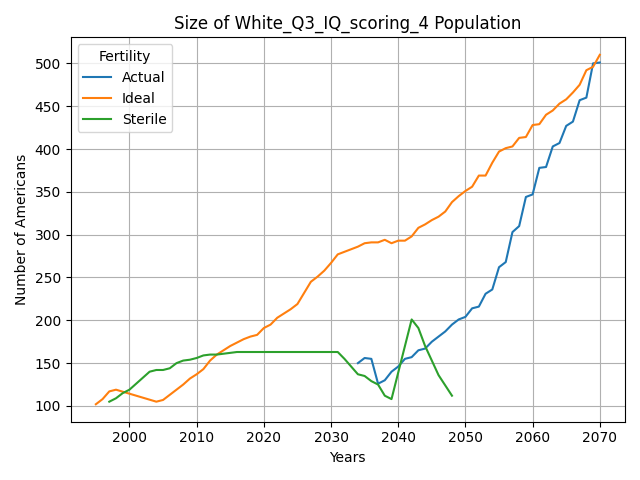 Size of White_Q3_IQ_scoring_4 Population
Fertility
Actual
Ideal
Sterile
Number of Americans
500
450
400
350
300
250
200
150
100
2000 2010 2020 2030 2040 2050 2060 2070
Years